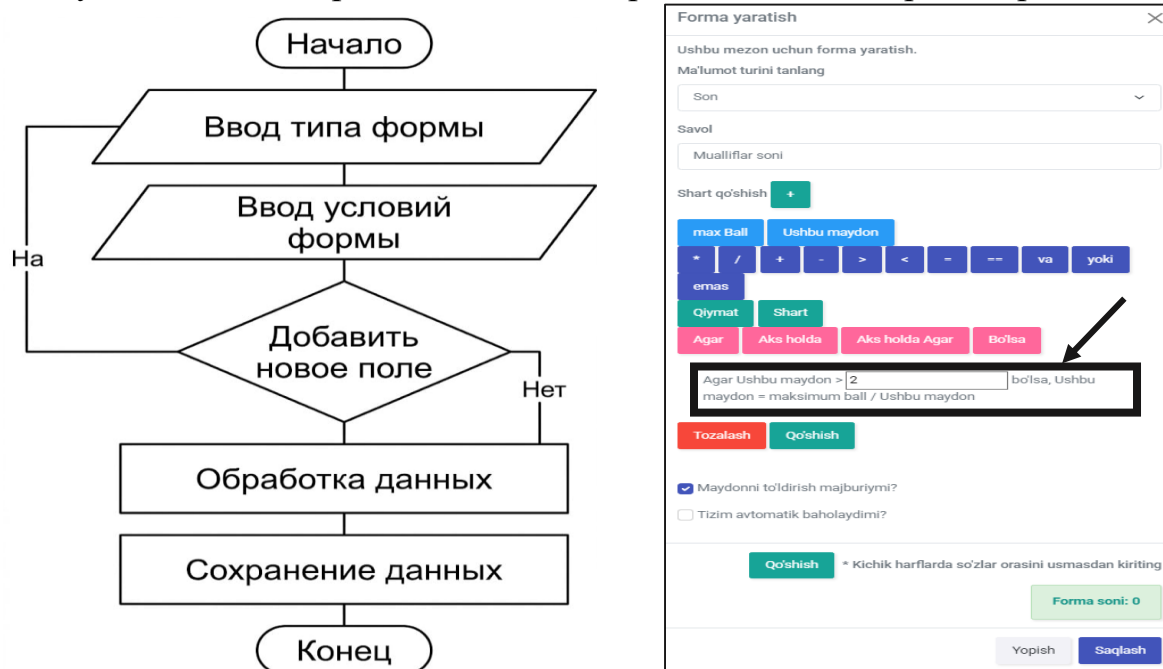 Начало
Ввод типа формы
Ввод условий
формы
На
Добавить
новое поле
Нет
Обработка данных
Сохранение данных
Конец
Forma yaratish
Ushbu mezon uchun forma yaratish.
Ma'lumot turini tanlang
Son
Savol
Mualliflar soni
Shart qo'shish +
max Ball Ushbu maydon
* / + - > < = == va yoki
emas
Qiymat Shart
Agar Aks holda Aks holda Agar Bo'lsa
Agar Ushbu maydon > 2 bo'lsa, Ushbu
maydon = maksimum ball / Ushbu maydon
Tozalash Qo'shish
Maydonni to'ldirish majburiymi?
Tizim avtomatik baholaydimi?
Qo'shish * Kichik harflarda so'zlar orasini usmasdan kiriting
Forma soni: 0
Yopish Saqlash